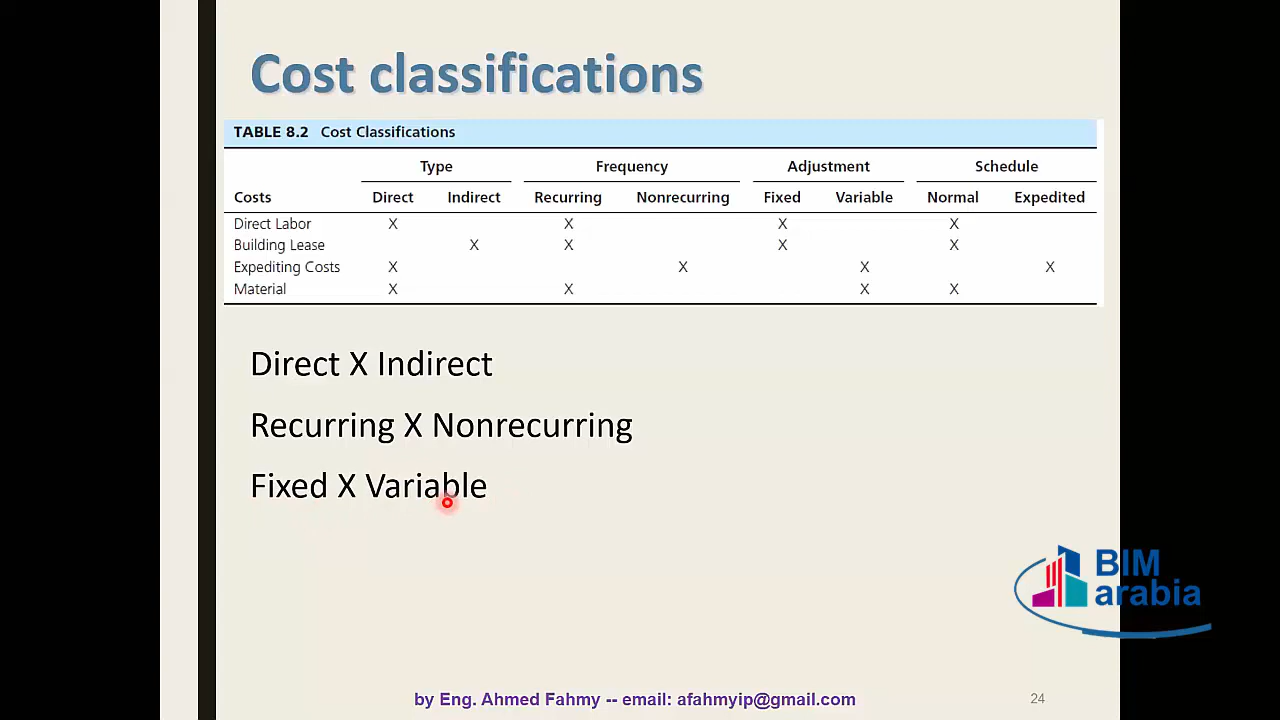 Cost classifications
TABLE 8.2 Cost Classifications
Type Frequency Adjustment Schedule
Costs Direct Indirect Recurring Nonrecurring Fixed Variable Normal Expedited
Direct Labor X X X X
Building Lease X X X X
Expediting Costs X X X X
Material X X X X
Direct X Indirect
Recurring X Nonrecurring
Fixed X Variable
BIM
arabia
by Eng. Ahmed Fahmy -- email: afahmyip@gmail.com
24